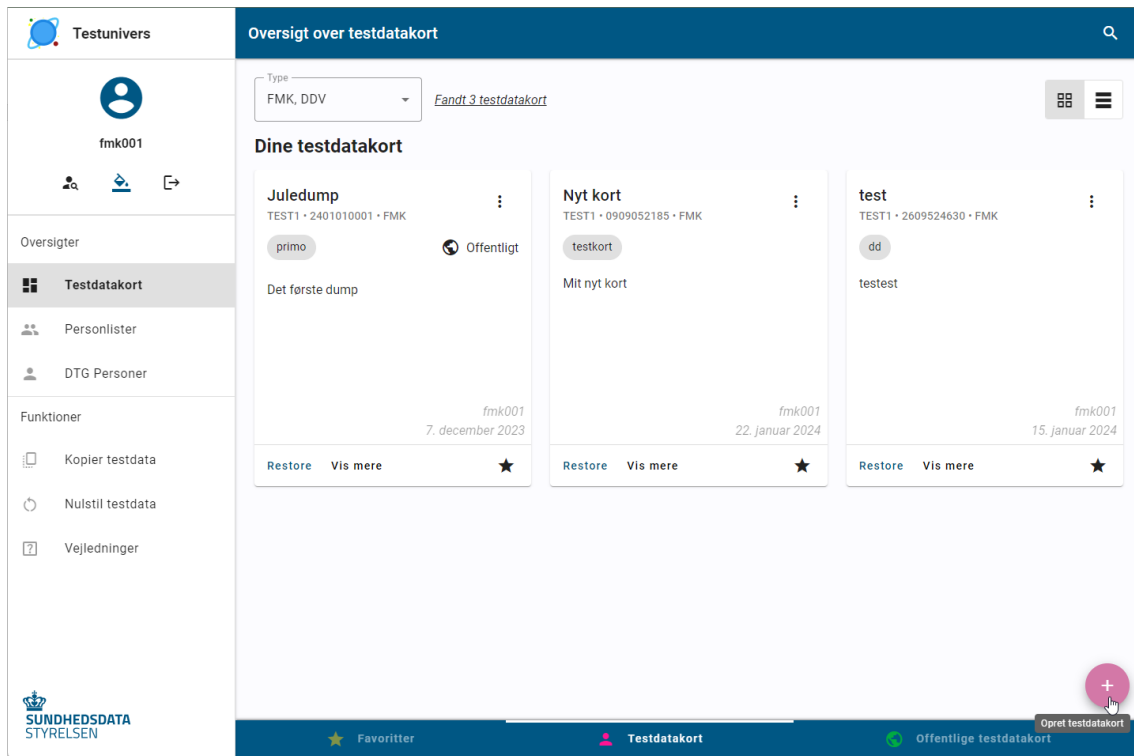 Testunivers
fmk001
Oversigter
Testdatakort
Personlister
DTG Personer
Funktioner
Kopier testdata
Nulstil testdata
Vejledninger
SUNDHEDSDATA
STYRELSEN
Oversigt over testdatakort
Type
FMK, DDV
Fandt 3 testdatakort
Dine testdatakort
Juledump
TEST1 • 2401010001 • FMK
primo
Offentligt
Det første dump
fmk001
7. december 2023
Restore Vis mere
Nyt kort
TEST1 • 0909052185 • FMK
testkort
Mit nyt kort
fmk001
22. januar 2024
Restore Vis mere
test
TEST1 • 2609524630 • FMK
dd
testest
fmk001
15. januar 2024
Restore Vis mere
Opret testdatakort
Favoritter
Testdatakort
Offentlige testdatakort